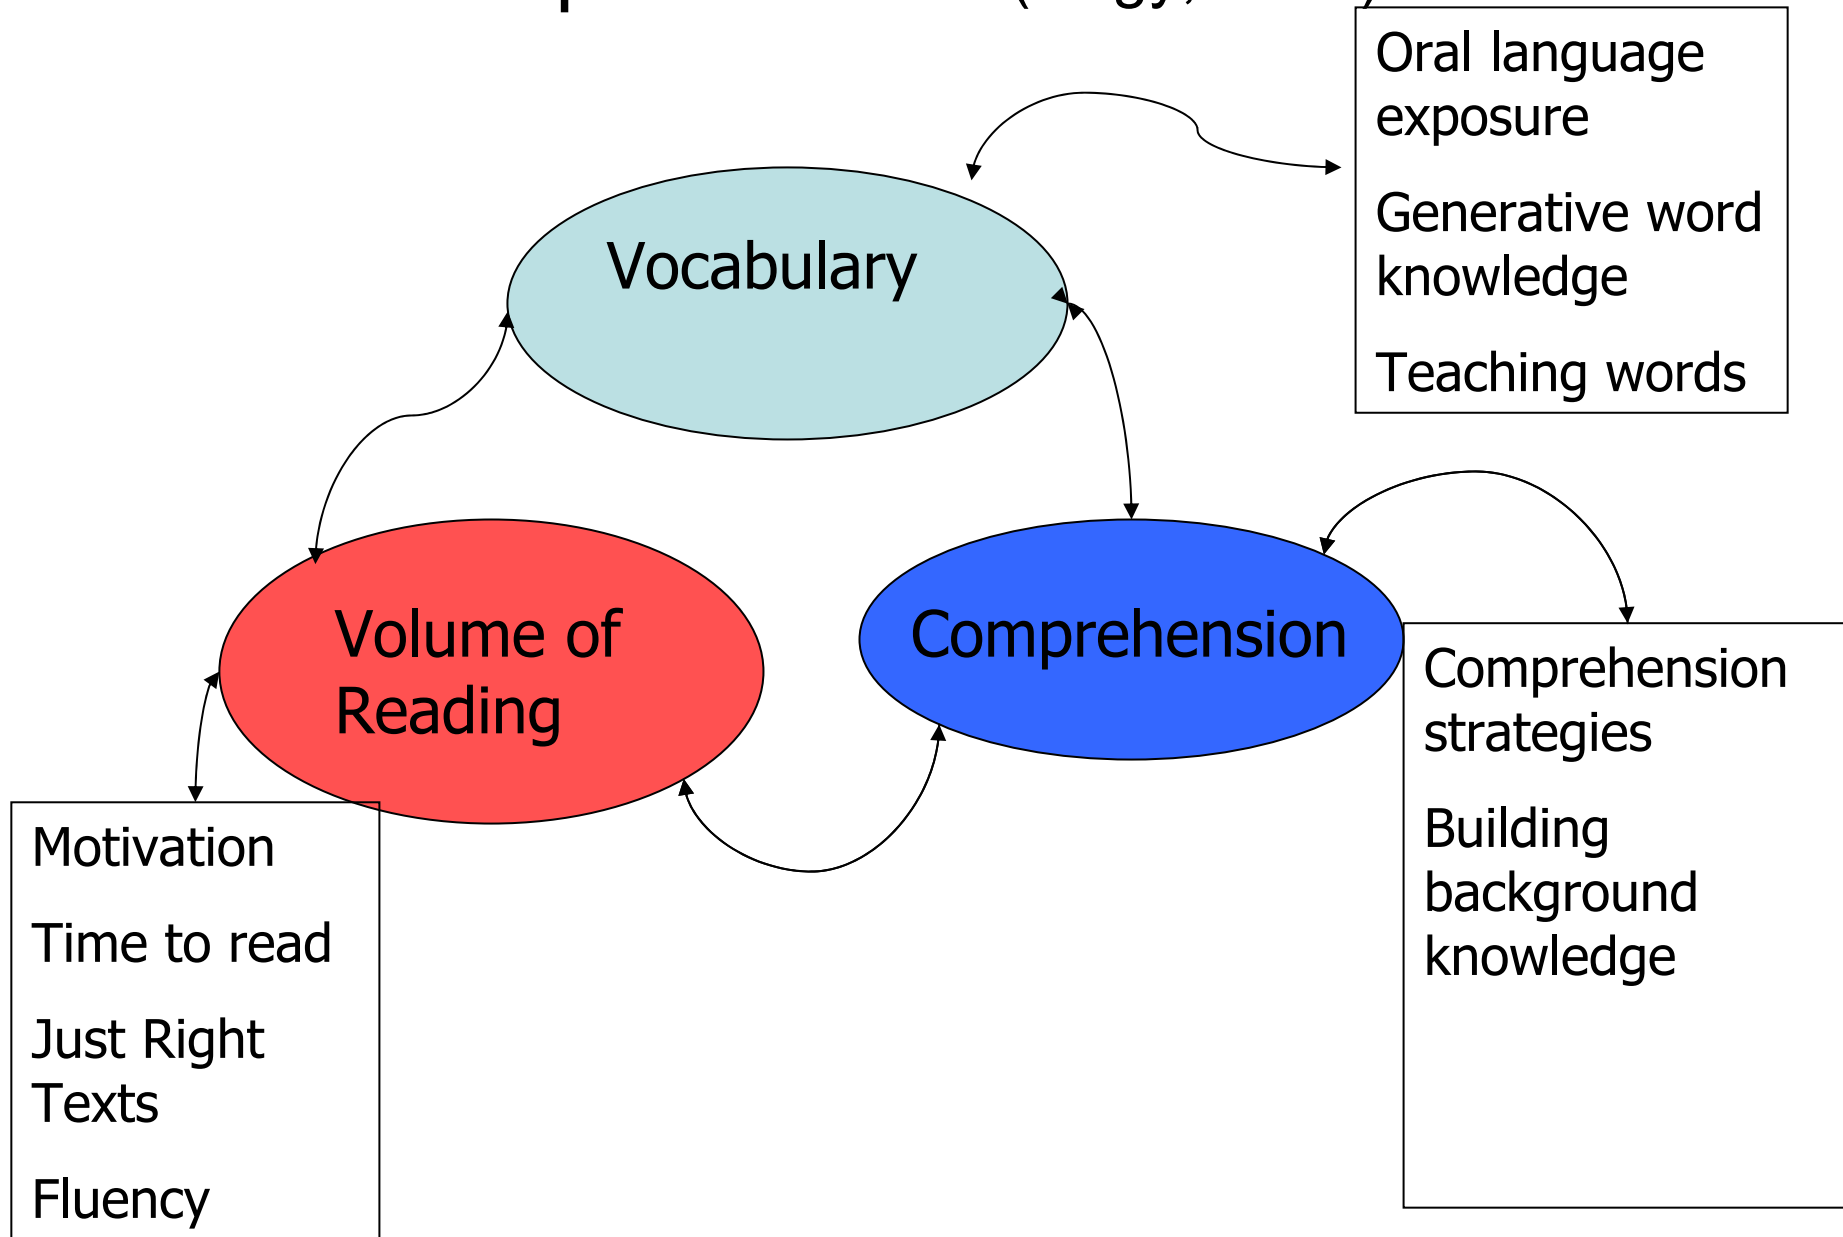 Oral language
exposure
Generative word
knowledge
Teaching words
Vocabulary
Volume of
Reading
Comprehension
Comprehension
strategies
Building
background
knowledge
Motivation
Time to read
Just Right
Texts
Fluency